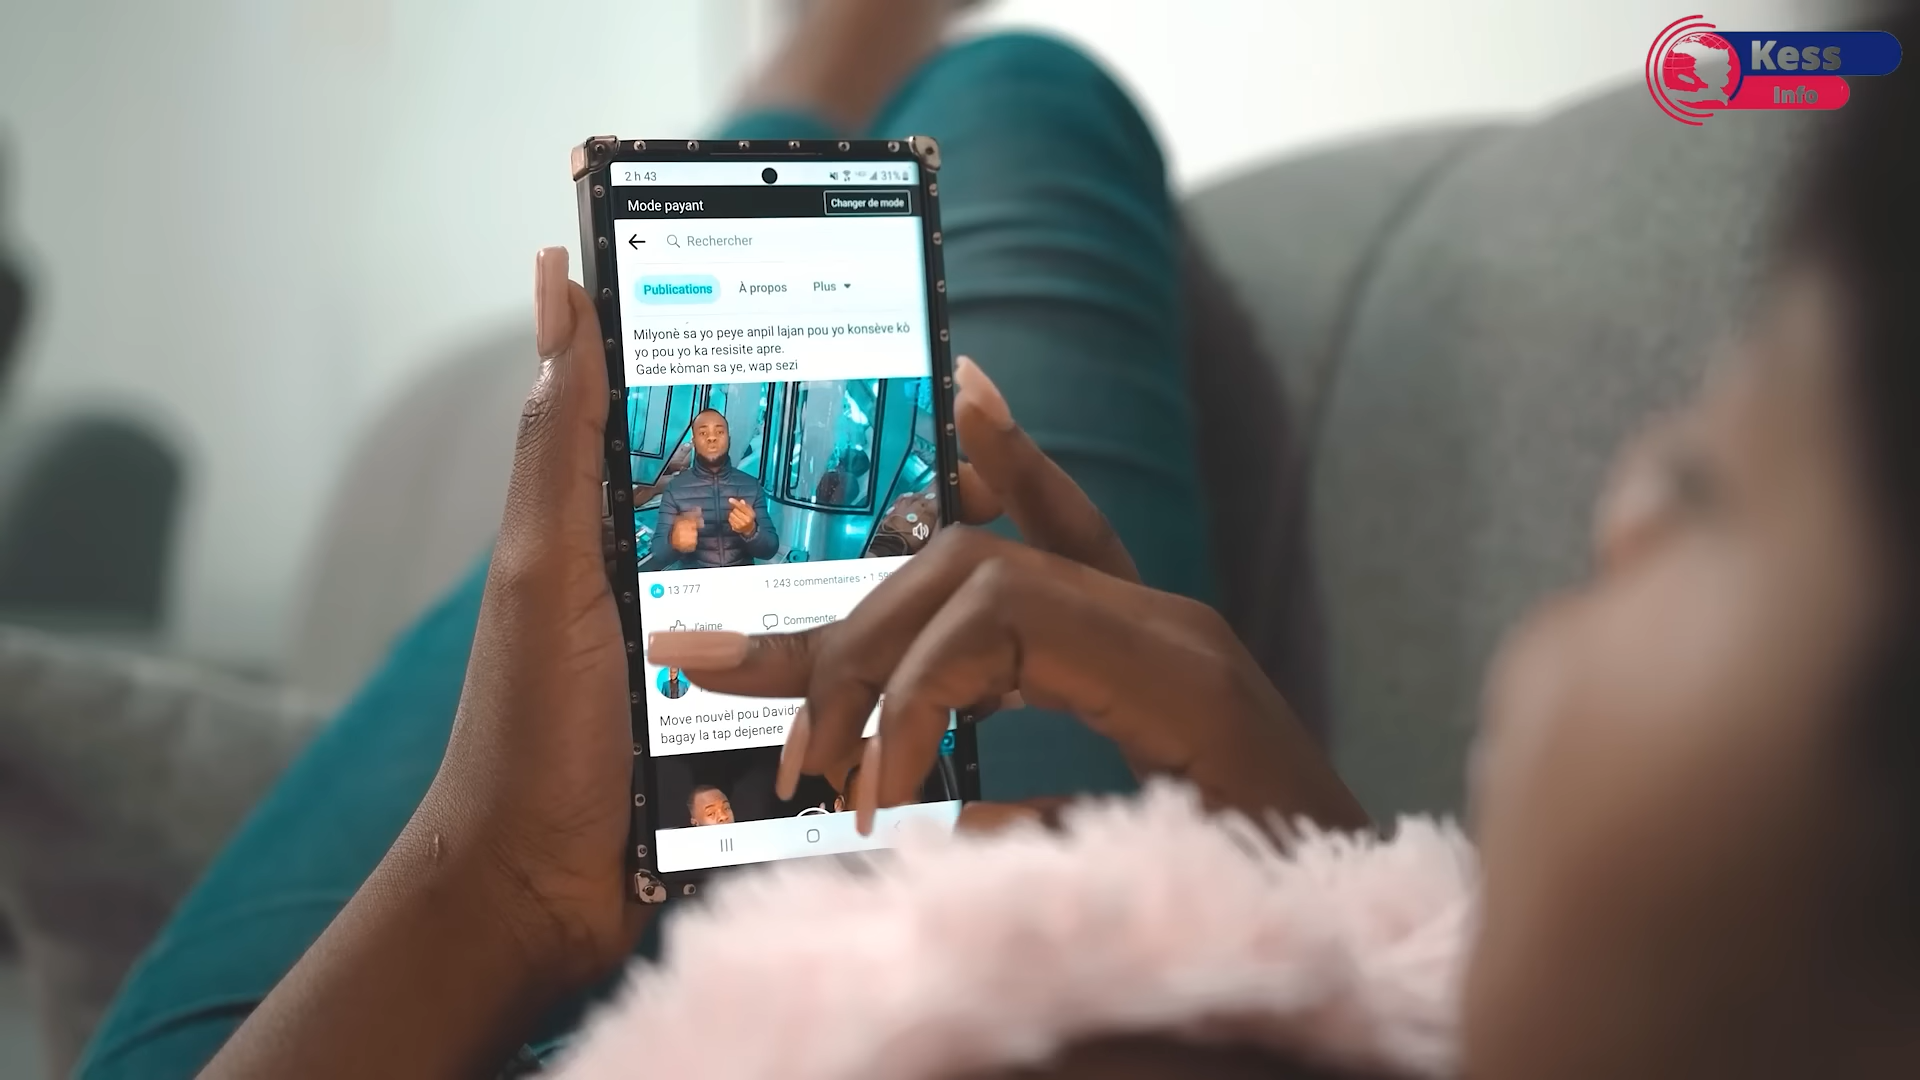 Kess
Info
2 h 43
31%
Mode payant
Changer de mode
Rechercher
Publications
À propos
Plus
Milyonè sa yo peye anpil lajan pou yo konsève kò
yo pou yo ka resisite apre.
Gade kòman sa ye, wap sezi
13 777
1 243 commentaires •
J'aime
Commenter
Move nouvèl pou
bagay la tap dejenere